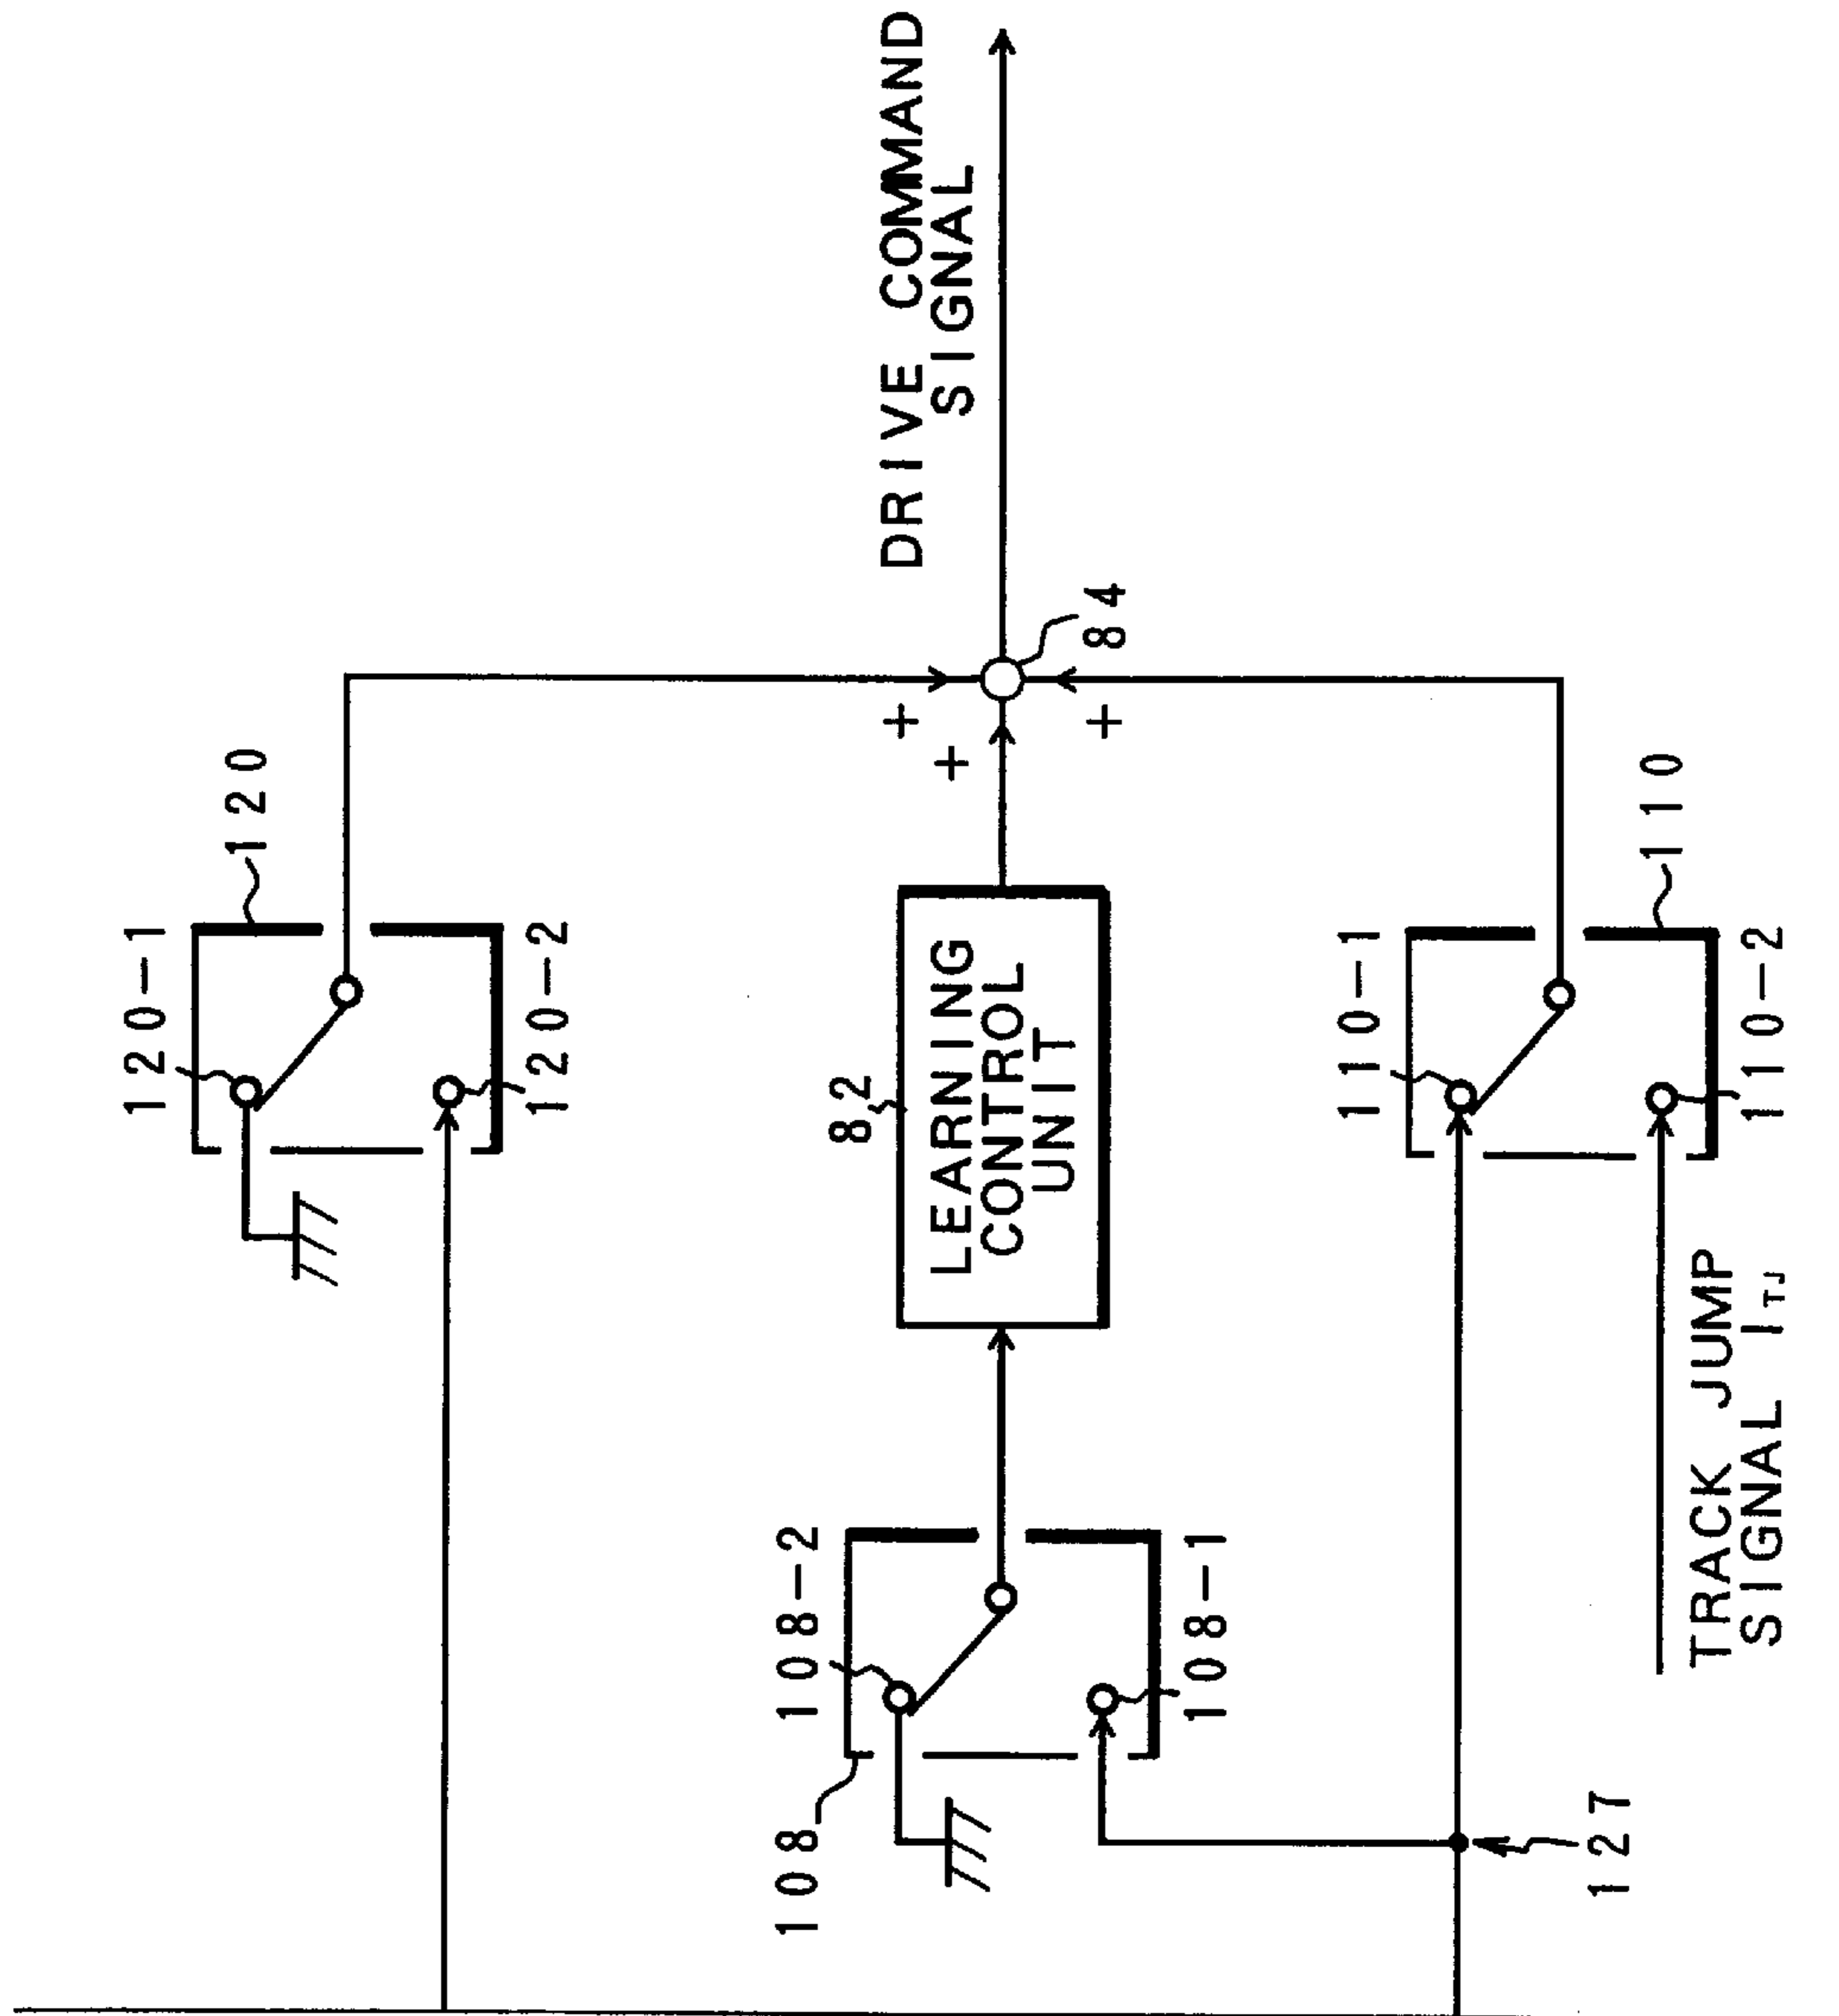 120-1
120
120-2
108-2
108
108-1
82
LEARNING
CONTROL
UNIT
+
+
+
84
DRIVE COMMAND
SIGNAL
110-1
110
110-2
127
TRACK JUMP
SIGNAL I_TJ